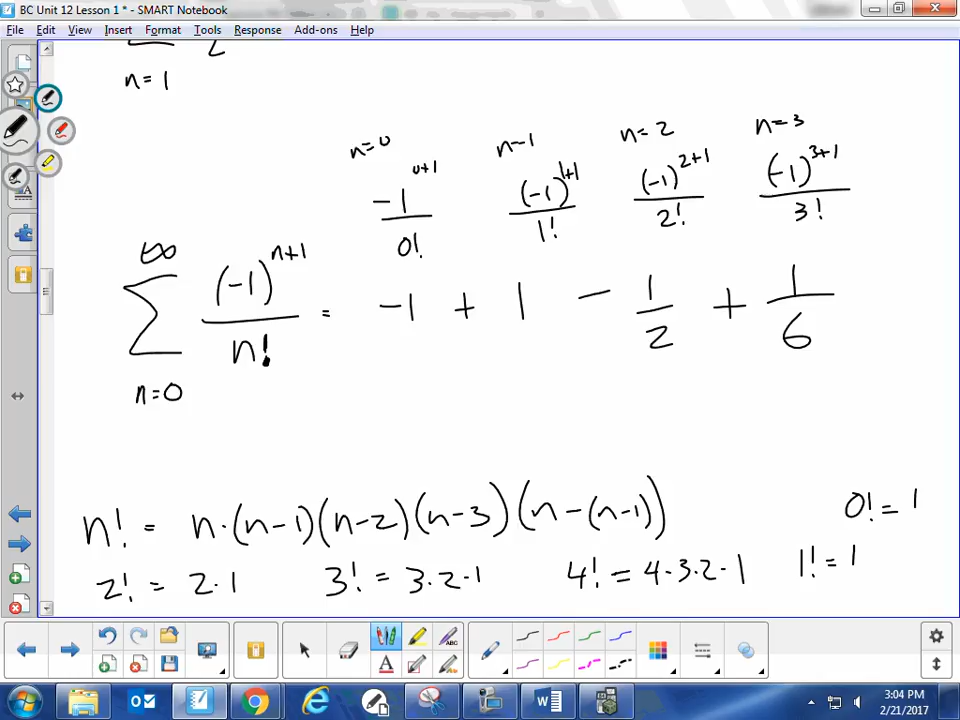 BC Unit 12 Lesson 1 * - SMART Notebook
File Edit View Insert Format Tools Response Add-ons Help
n = 1
n=0 n-1 n=2 n=3
-1^{0+1}/0! (-1)^{1+1}/1! (-1)^{2+1}/2! (-1)^{3+1}/3!
∞
∑ (-1)^{n+1}/n! = -1 + 1 - 1/2 + 1/6
n=0
n! = n·(n-1)(n-2)(n-3)(n-(n-1)) 0! = 1
2! = 2·1 3! = 3·2·1 4! = 4·3·2·1 1! = 1
ABC
A
W
3:04 PM
2/21/2017